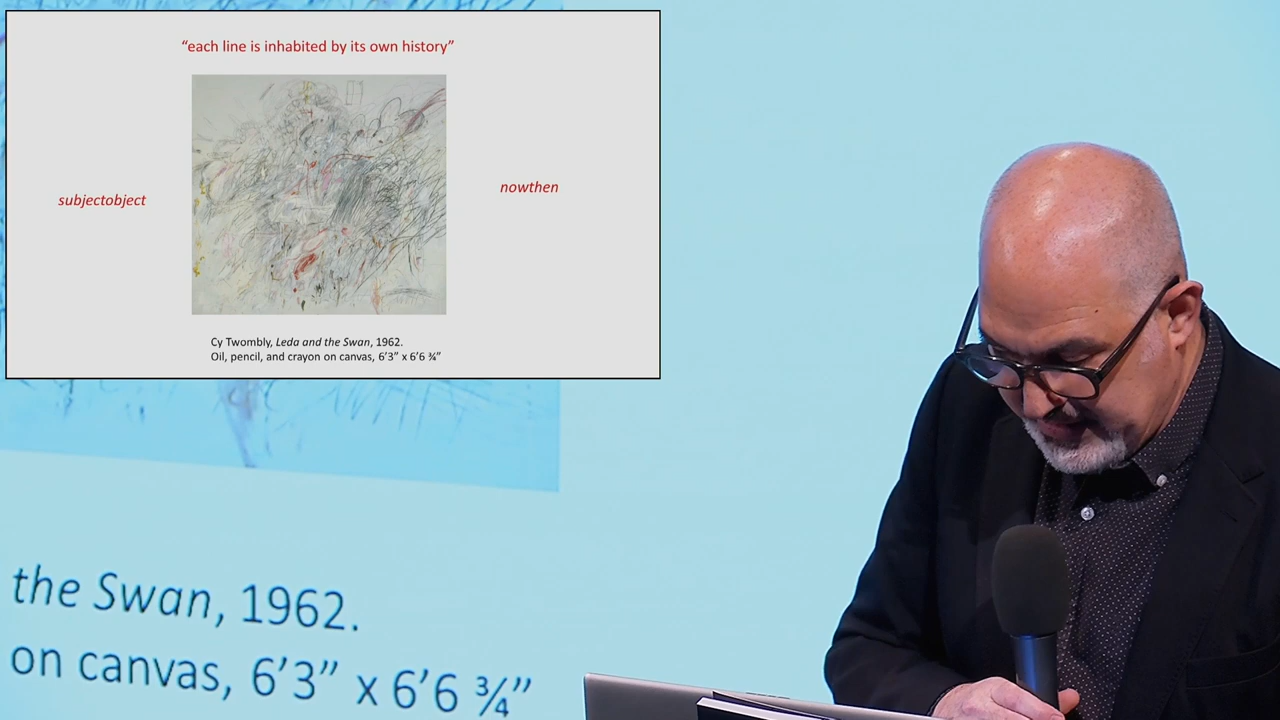 “each line is inhabited by its own history”
subjectobject
nowthen
Cy Twombly, Leda and the Swan, 1962.
Oil, pencil, and crayon on canvas, 6’3” x 6’6 ¾”
the Swan, 1962.
on canvas, 6’3” x 6’6 ¾”